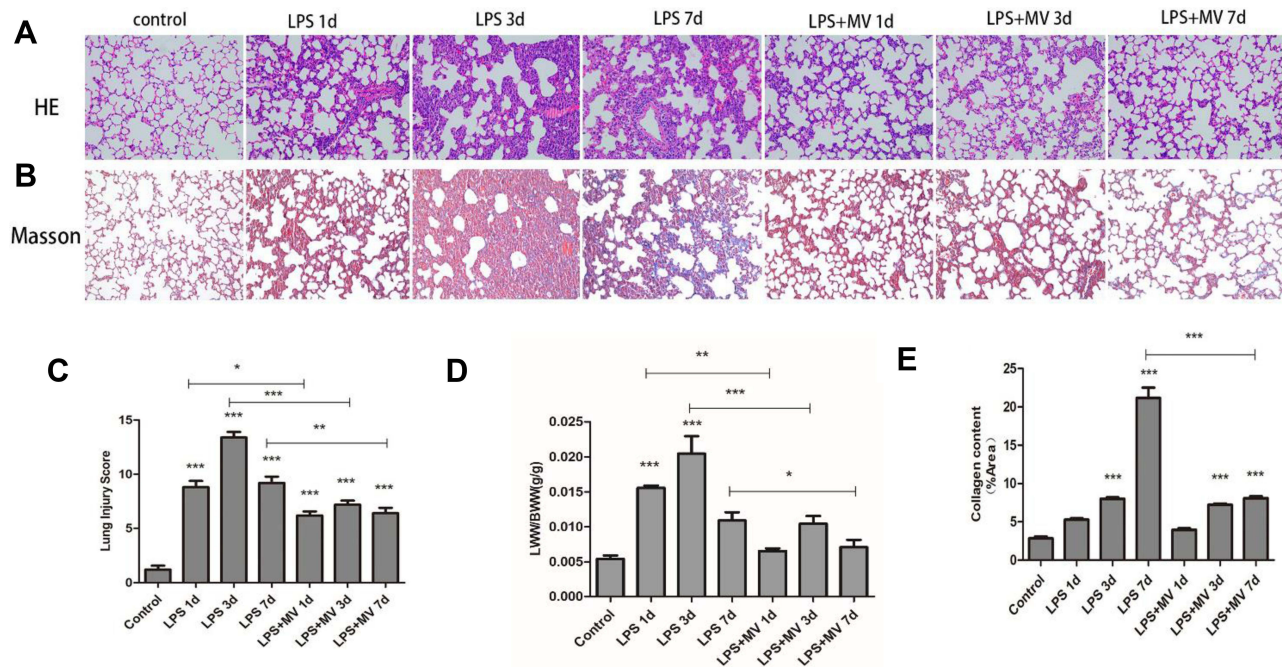 A
control
LPS 1d
LPS 3d
LPS 7d
LPS+MV 1d
LPS+MV 3d
LPS+MV 7d
HE
B
Masson
C
*
***
**
***
***
***
***
***
***
Lung Injury Score
15
10
5
0
Control
LPS 1d
LPS 3d
LPS 7d
LPS+MV 1d
LPS+MV 3d
LPS+MV 7d
D
**
***
*
***
***
LWW/BWW(g/g)
0.025
0.020
0.015
0.010
0.005
0.000
Control
LPS 1d
LPS 3d
LPS 7d
LPS+MV 1d
LPS+MV 3d
LPS+MV 7d
E
***
***
***
***
***
Collagen content
(%Area)
25
20
15
10
5
0
Control
LPS 1d
LPS 3d
LPS 7d
LPS+MV 1d
LPS+MV 3d
LPS+MV 7d